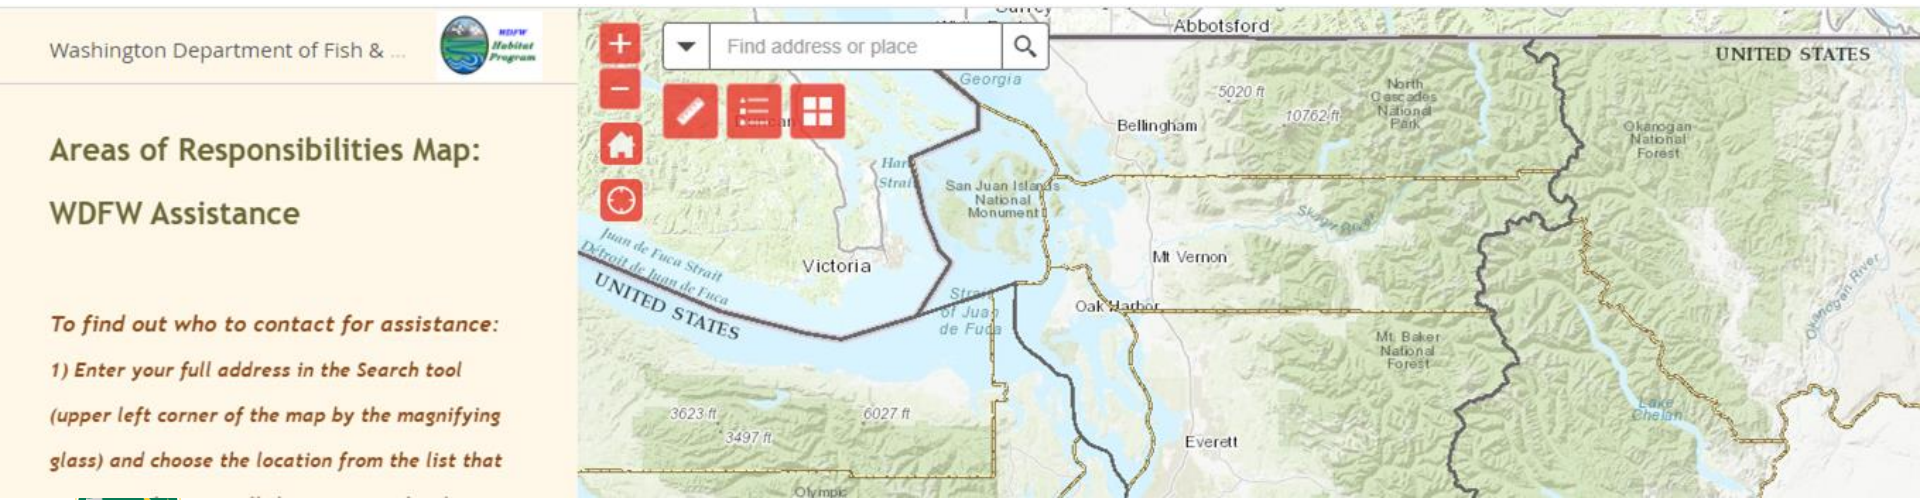 Washington Department of Fish & ...
WDFW
Habitat
Program
Areas of Responsibilities Map:
WDFW Assistance
To find out who to contact for assistance:
1) Enter your full address in the Search tool
(upper left corner of the map by the magnifying
glass) and choose the location from the list that
Find address or place
Abbotsford
UNITED STATES
Georgia
5020 ft
10762 ft
North
Cascades
National
Park
Bellingham
Okanogan
National
Forest
San Juan Islands
National
Monument
Skagit River
Juan de Fuca Strait
Détroit de Juan de Fuca
Victoria
Mt Vernon
UNITED STATES
Strait
of Juan
de Fuca
Oak Harbor
Okanogan River
Mt. Baker
National
Forest
3623 ft
6027 ft
3497 ft
Lake
Chelan
Everett
Olympic